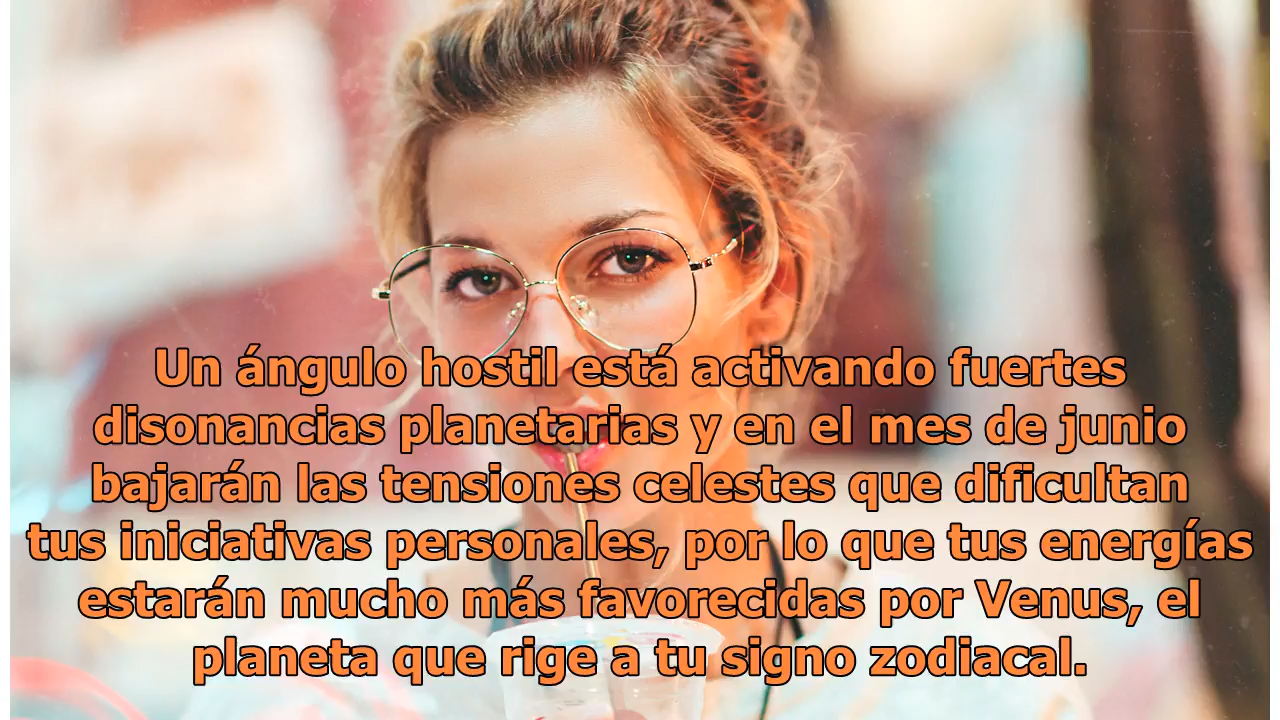 Un ángulo hostil está activando fuertes
disonancias planetarias y en el mes de junio
bajarán las tensiones celestes que dificultan
tus iniciativas personales, por lo que tus energías
estarán mucho más favorecidas por Venus, el
planeta que rige a tu signo zodiacal.